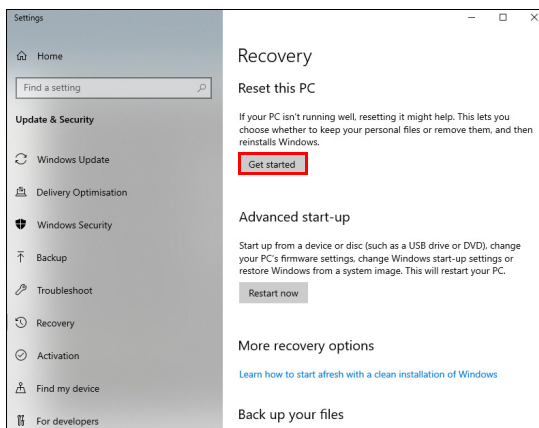 Settings
Home
Find a setting
Update & Security
Windows Update
Delivery Optimisation
Windows Security
Backup
Troubleshoot
Recovery
Activation
Find my device
For developers
Recovery
Reset this PC
If your PC isn't running well, resetting it might help. This lets you
choose whether to keep your personal files or remove them, and then
reinstalls Windows.
Get started
Advanced start-up
Start up from a device or disc (such as a USB drive or DVD), change
your PC's firmware settings, change Windows start-up settings or
restore Windows from a system image. This will restart your PC.
Restart now
More recovery options
Learn how to start afresh with a clean installation of Windows
Back up your files